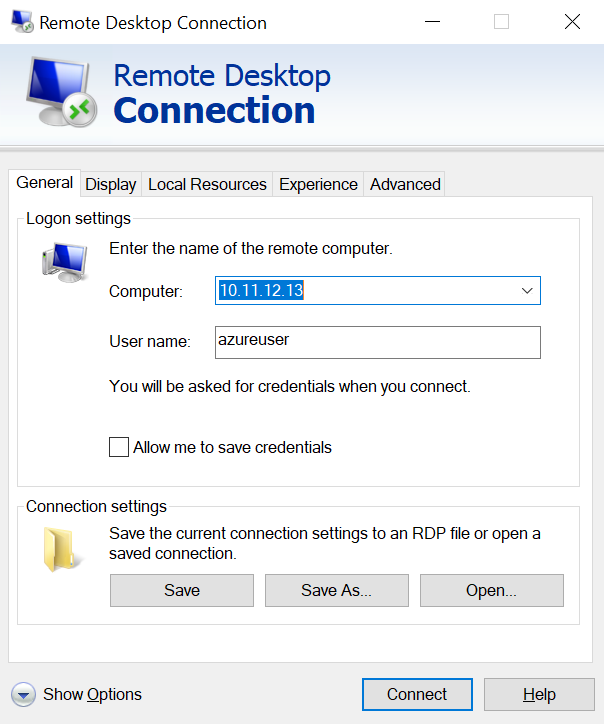 Remote Desktop Connection
Remote Desktop
Connection
General Display Local Resources Experience Advanced
Logon settings
Enter the name of the remote computer.
Computer: 10.11.12.13
User name: azureuser
You will be asked for credentials when you connect.
Allow me to save credentials
Connection settings
Save the current connection settings to an RDP file or open a
saved connection.
Save Save As... Open...
Show Options Connect Help